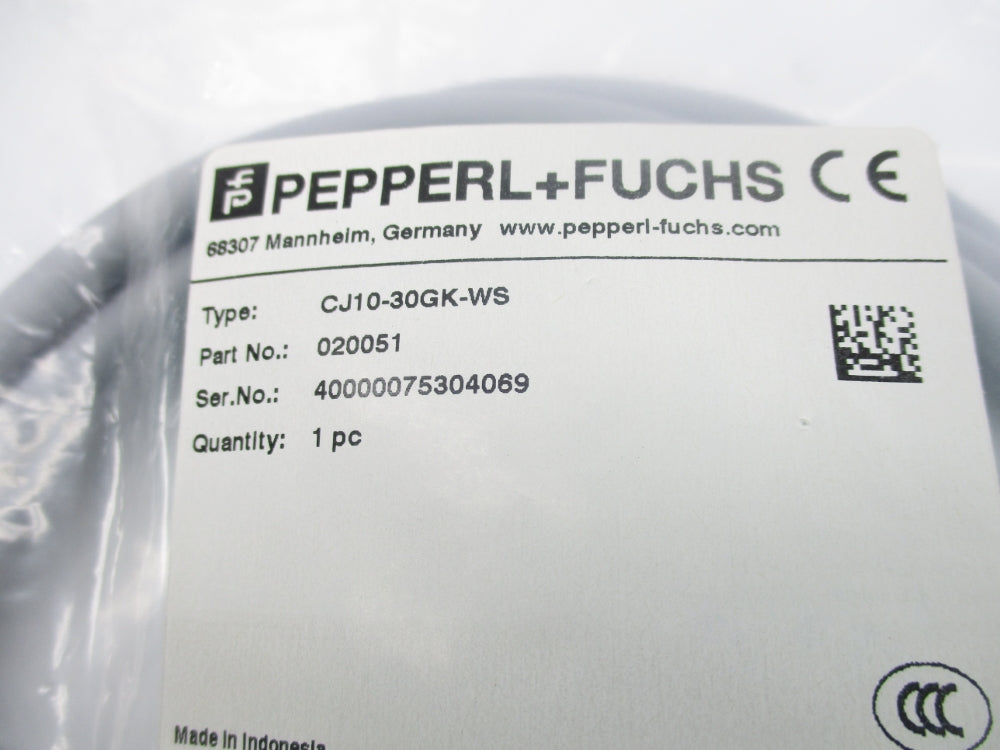 PEPPERL+FUCHS CE
68307 Mannheim, Germany www.pepperl-fuchs.com
Type: CJ10-30GK-WS
Part No.: 020051
Ser.No.: 40000075304069
Quantity: 1 pc
CCC
Made in Indonesia